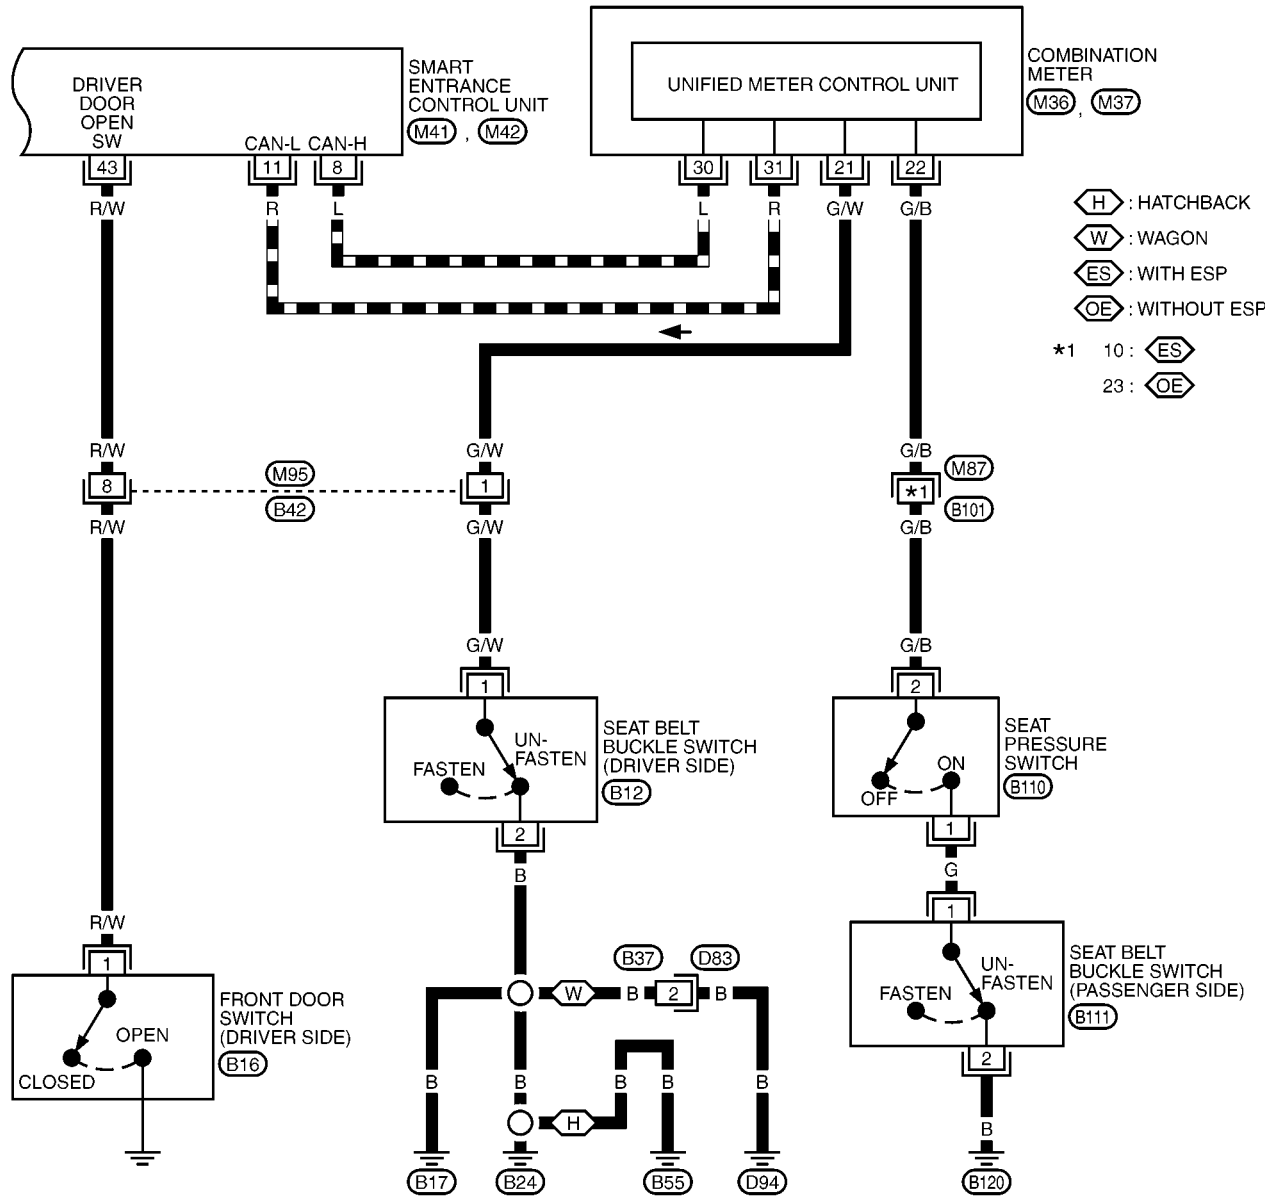 DRIVER
DOOR
OPEN
SW
CAN-L CAN-H
SMART
ENTRANCE
CONTROL UNIT
M41 , M42
UNIFIED METER CONTROL UNIT
COMBINATION
METER
M36 , M37
43 11 8 30 31 21 22
R/W R L L R G/W G/B
H : HATCHBACK
W : WAGON
ES : WITH ESP
OE : WITHOUT ESP
*1 10 : ES
23 : OE
R/W G/W G/B
8 M95 1 *1 M87
B42 B101
R/W G/W G/B
G/W G/B
1 2
UN-
FASTEN
FASTEN
SEAT BELT
BUCKLE SWITCH
(DRIVER SIDE)
B12
ON
OFF
SEAT
PRESSURE
SWITCH
B110
2 1
B G
R/W 1
1
FRONT DOOR
SWITCH
(DRIVER SIDE)
B16
OPEN
CLOSED
B37 D83
W B 2 B
UN-
FASTEN
FASTEN
SEAT BELT
BUCKLE SWITCH
(PASSENGER SIDE)
B111
2
B B B B B
H B
B17 B24 B55 D94 B120